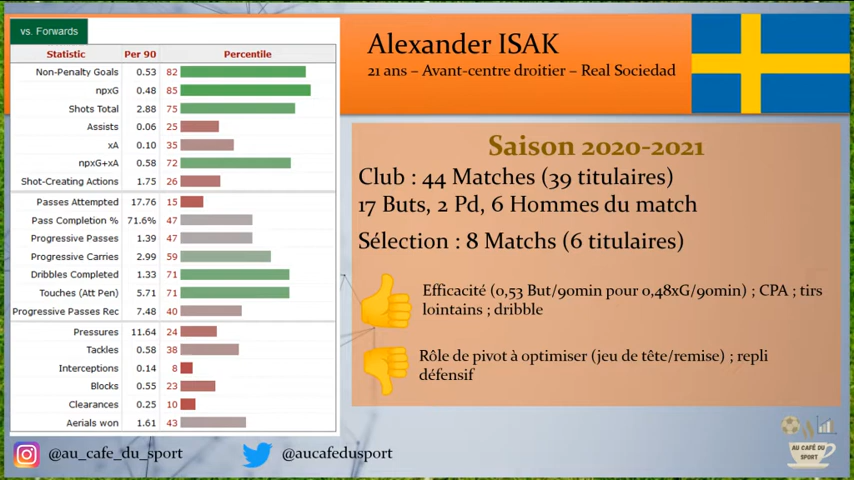 vs. Forwards
Statistic Per 90 Percentile
Non-Penalty Goals 0.53 82
npxG 0.48 85
Shots Total 2.88 75
Assists 0.06 25
xA 0.10 35
npxG+xA 0.58 72
Shot-Creating Actions 1.75 26
Passes Attempted 17.76 15
Pass Completion % 71.6% 47
Progressive Passes 1.39 47
Progressive Carries 2.99 59
Dribbles Completed 1.33 71
Touches (Att Pen) 5.71 71
Progressive Passes Rec 7.48 40
Pressures 11.64 24
Tackles 0.58 38
Interceptions 0.14 8
Blocks 0.55 23
Clearances 0.25 10
Aerials won 1.61 43
Alexander ISAK
21 ans – Avant-centre droitier – Real Sociedad
Saison 2020-2021
Club : 44 Matches (39 titulaires)
17 Buts, 2 Pd, 6 Hommes du match
Sélection : 8 Matchs (6 titulaires)
Efficacité (0,53 But/90min pour 0,48xG/90min) ; CPA ; tirs
lointains ; dribble
Rôle de pivot à optimiser (jeu de tête/remise) ; repli
défensif
@au_cafe_du_sport
@aucafedusport
AU CAFÉ DU
SPORT